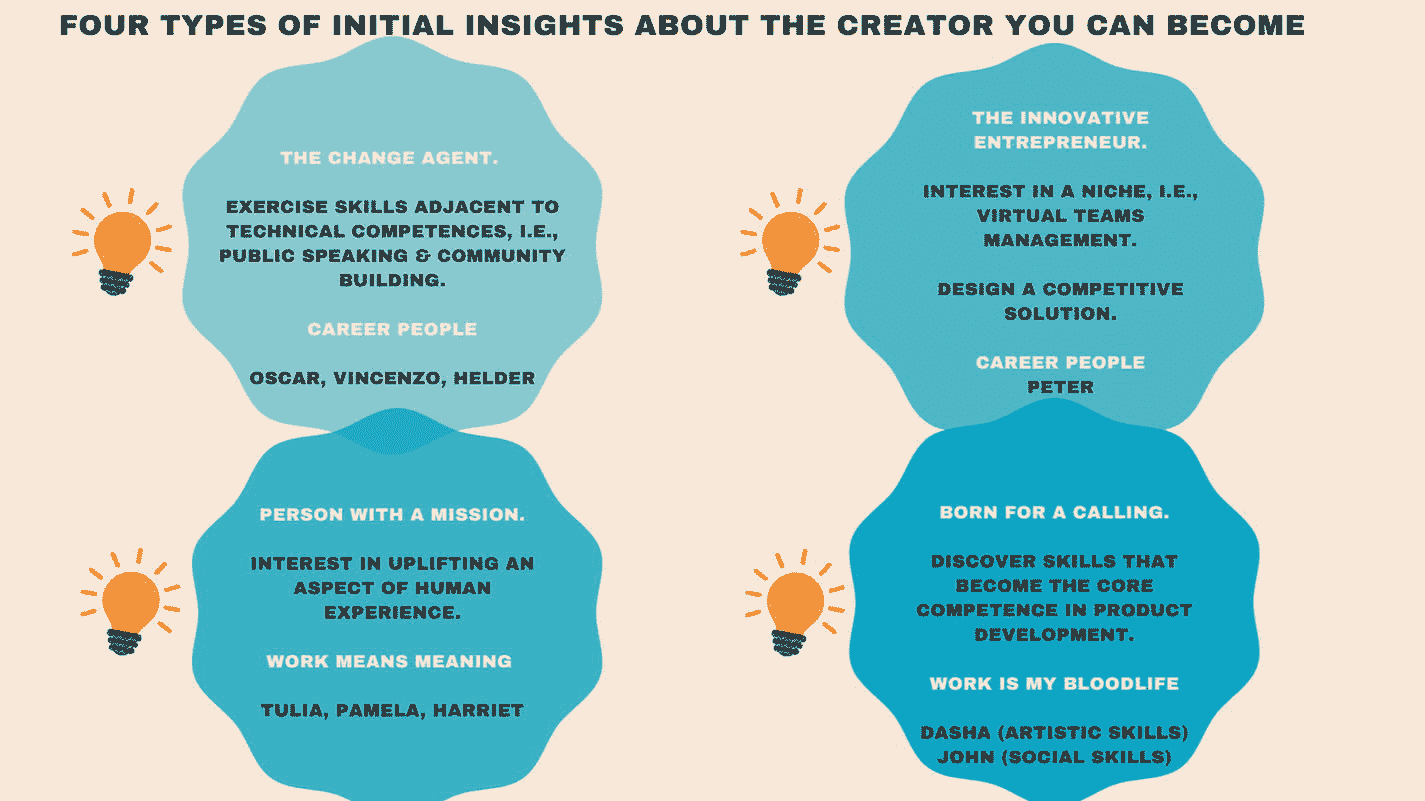 FOUR TYPES OF INITIAL INSIGHTS ABOUT THE CREATOR YOU CAN BECOME
THE CHANGE AGENT.
EXERCISE SKILLS ADJACENT TO
TECHNICAL COMPETENCES, I.E.,
PUBLIC SPEAKING & COMMUNITY
BUILDING.
CAREER PEOPLE
OSCAR, VINCENZO, HELDER
THE INNOVATIVE
ENTREPRENEUR.
INTEREST IN A NICHE, I.E.,
VIRTUAL TEAMS
MANAGEMENT.
DESIGN A COMPETITIVE
SOLUTION.
CAREER PEOPLE
PETER
PERSON WITH A MISSION.
INTEREST IN UPLIFTING AN
ASPECT OF HUMAN
EXPERIENCE.
WORK MEANS MEANING
TULIA, PAMELA, HARRIET
BORN FOR A CALLING.
DISCOVER SKILLS THAT
BECOME THE CORE
COMPETENCE IN PRODUCT
DEVELOPMENT.
WORK IS MY BLOODLIFE
DASHA (ARTISTIC SKILLS)
JOHN (SOCIAL SKILLS)